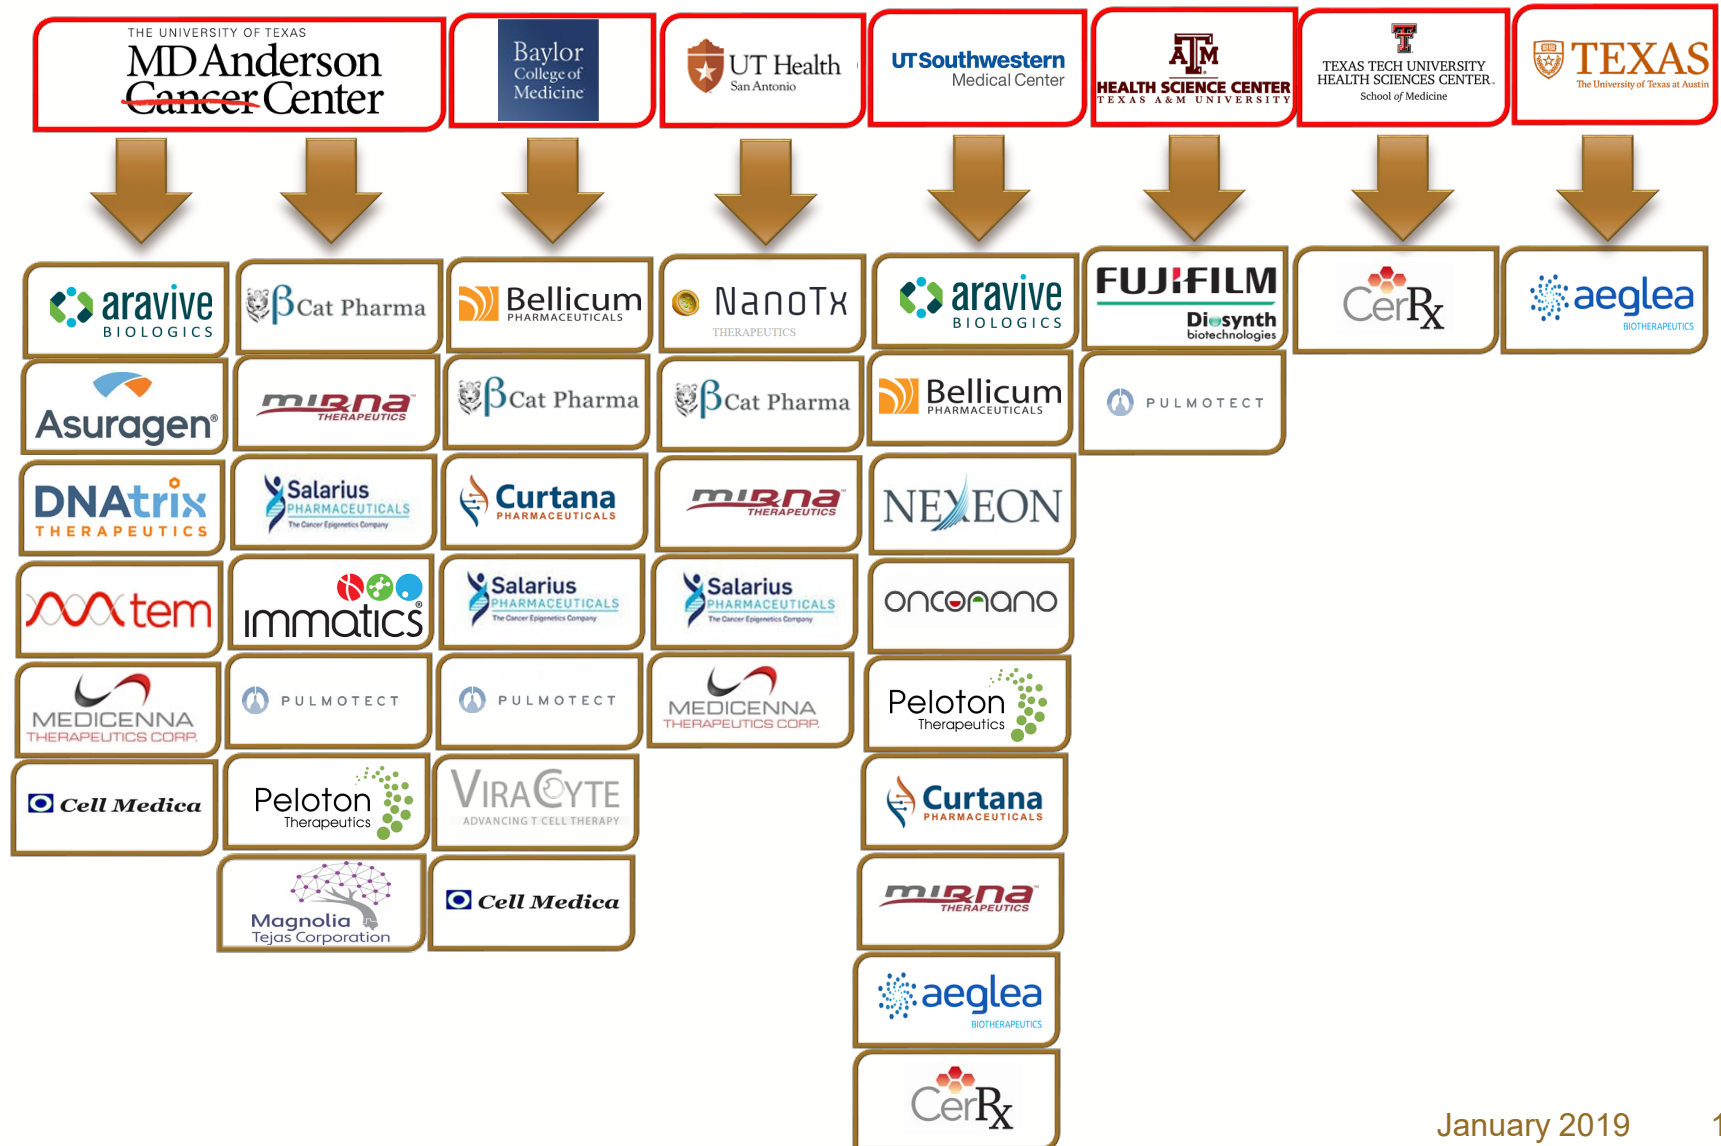 THE UNIVERSITY OF TEXAS
MD Anderson
Cancer Center
Baylor
College of
Medicine
UT Health
San Antonio
UT Southwestern
Medical Center
A&M
HEALTH SCIENCE CENTER
TEXAS A&M UNIVERSITY
TEXAS TECH UNIVERSITY
HEALTH SCIENCES CENTER.
School of Medicine
TEXAS
The University of Texas at Austin
aravive
BIOLOGICS
Asuragen®
DNAtrix
THERAPEUTICS
tem
MEDICENNA
THERAPEUTICS CORP.
Cell Medica
βCat Pharma
mirna™
THERAPEUTICS
Salarius
PHARMACEUTICALS
The Cancer Epigenetics Company
immatics®
PULMOTECT
Peloton
Therapeutics
Magnolia
Tejas Corporation
Bellicum
PHARMACEUTICALS
βCat Pharma
Curtana
PHARMACEUTICALS
Salarius
PHARMACEUTICALS
The Cancer Epigenetics Company
PULMOTECT
VIRACYTE
ADVANCING T CELL THERAPY
Cell Medica
NanoTx
THERAPEUTICS
βCat Pharma
mirna™
THERAPEUTICS
Salarius
PHARMACEUTICALS
The Cancer Epigenetics Company
MEDICENNA
THERAPEUTICS CORP.
aravive
BIOLOGICS
Bellicum
PHARMACEUTICALS
NEXEON
oncoNano
Peloton
Therapeutics
Curtana
PHARMACEUTICALS
mirna™
THERAPEUTICS
aeglea
BIOTHERAPEUTICS
CerRx
FUJIFILM
Diosynth
biotechnologies
PULMOTECT
CerRx
aeglea
BIOTHERAPEUTICS
January 2019 1